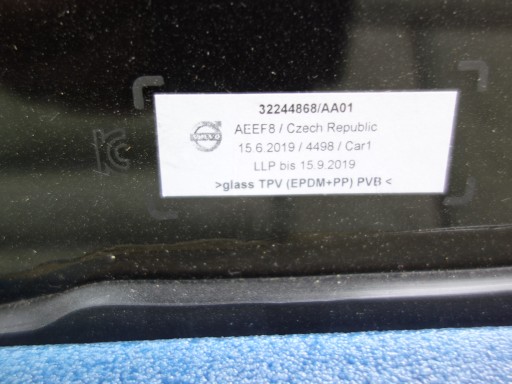 32244868/AA01
VOLVO
AEEF8 / Czech Republic
15.6.2019 / 4498 / Car1
LLP bis 15.9.2019
>glass TPV (EPDM+PP) PVB <